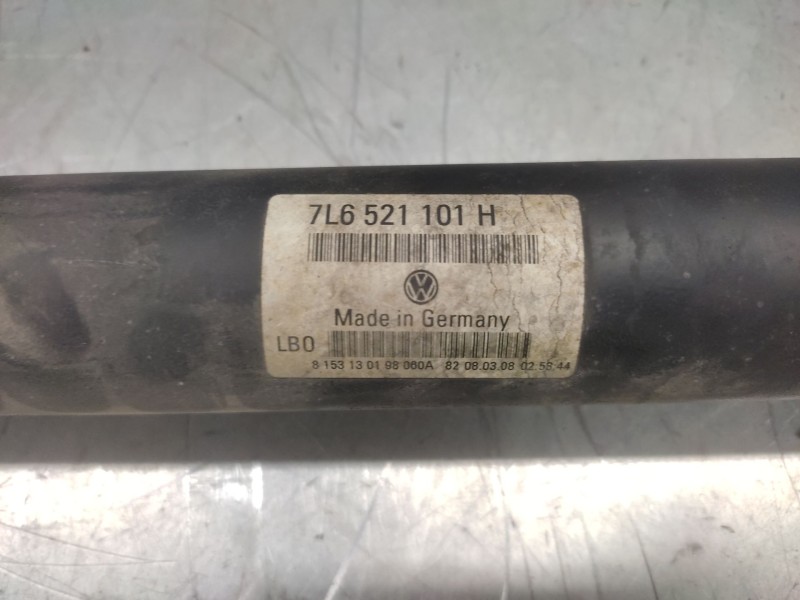 7L6 521 101 H
Made in Germany
LBO
8 153 13 01 98 060A 82 08.03.08 02:58:44